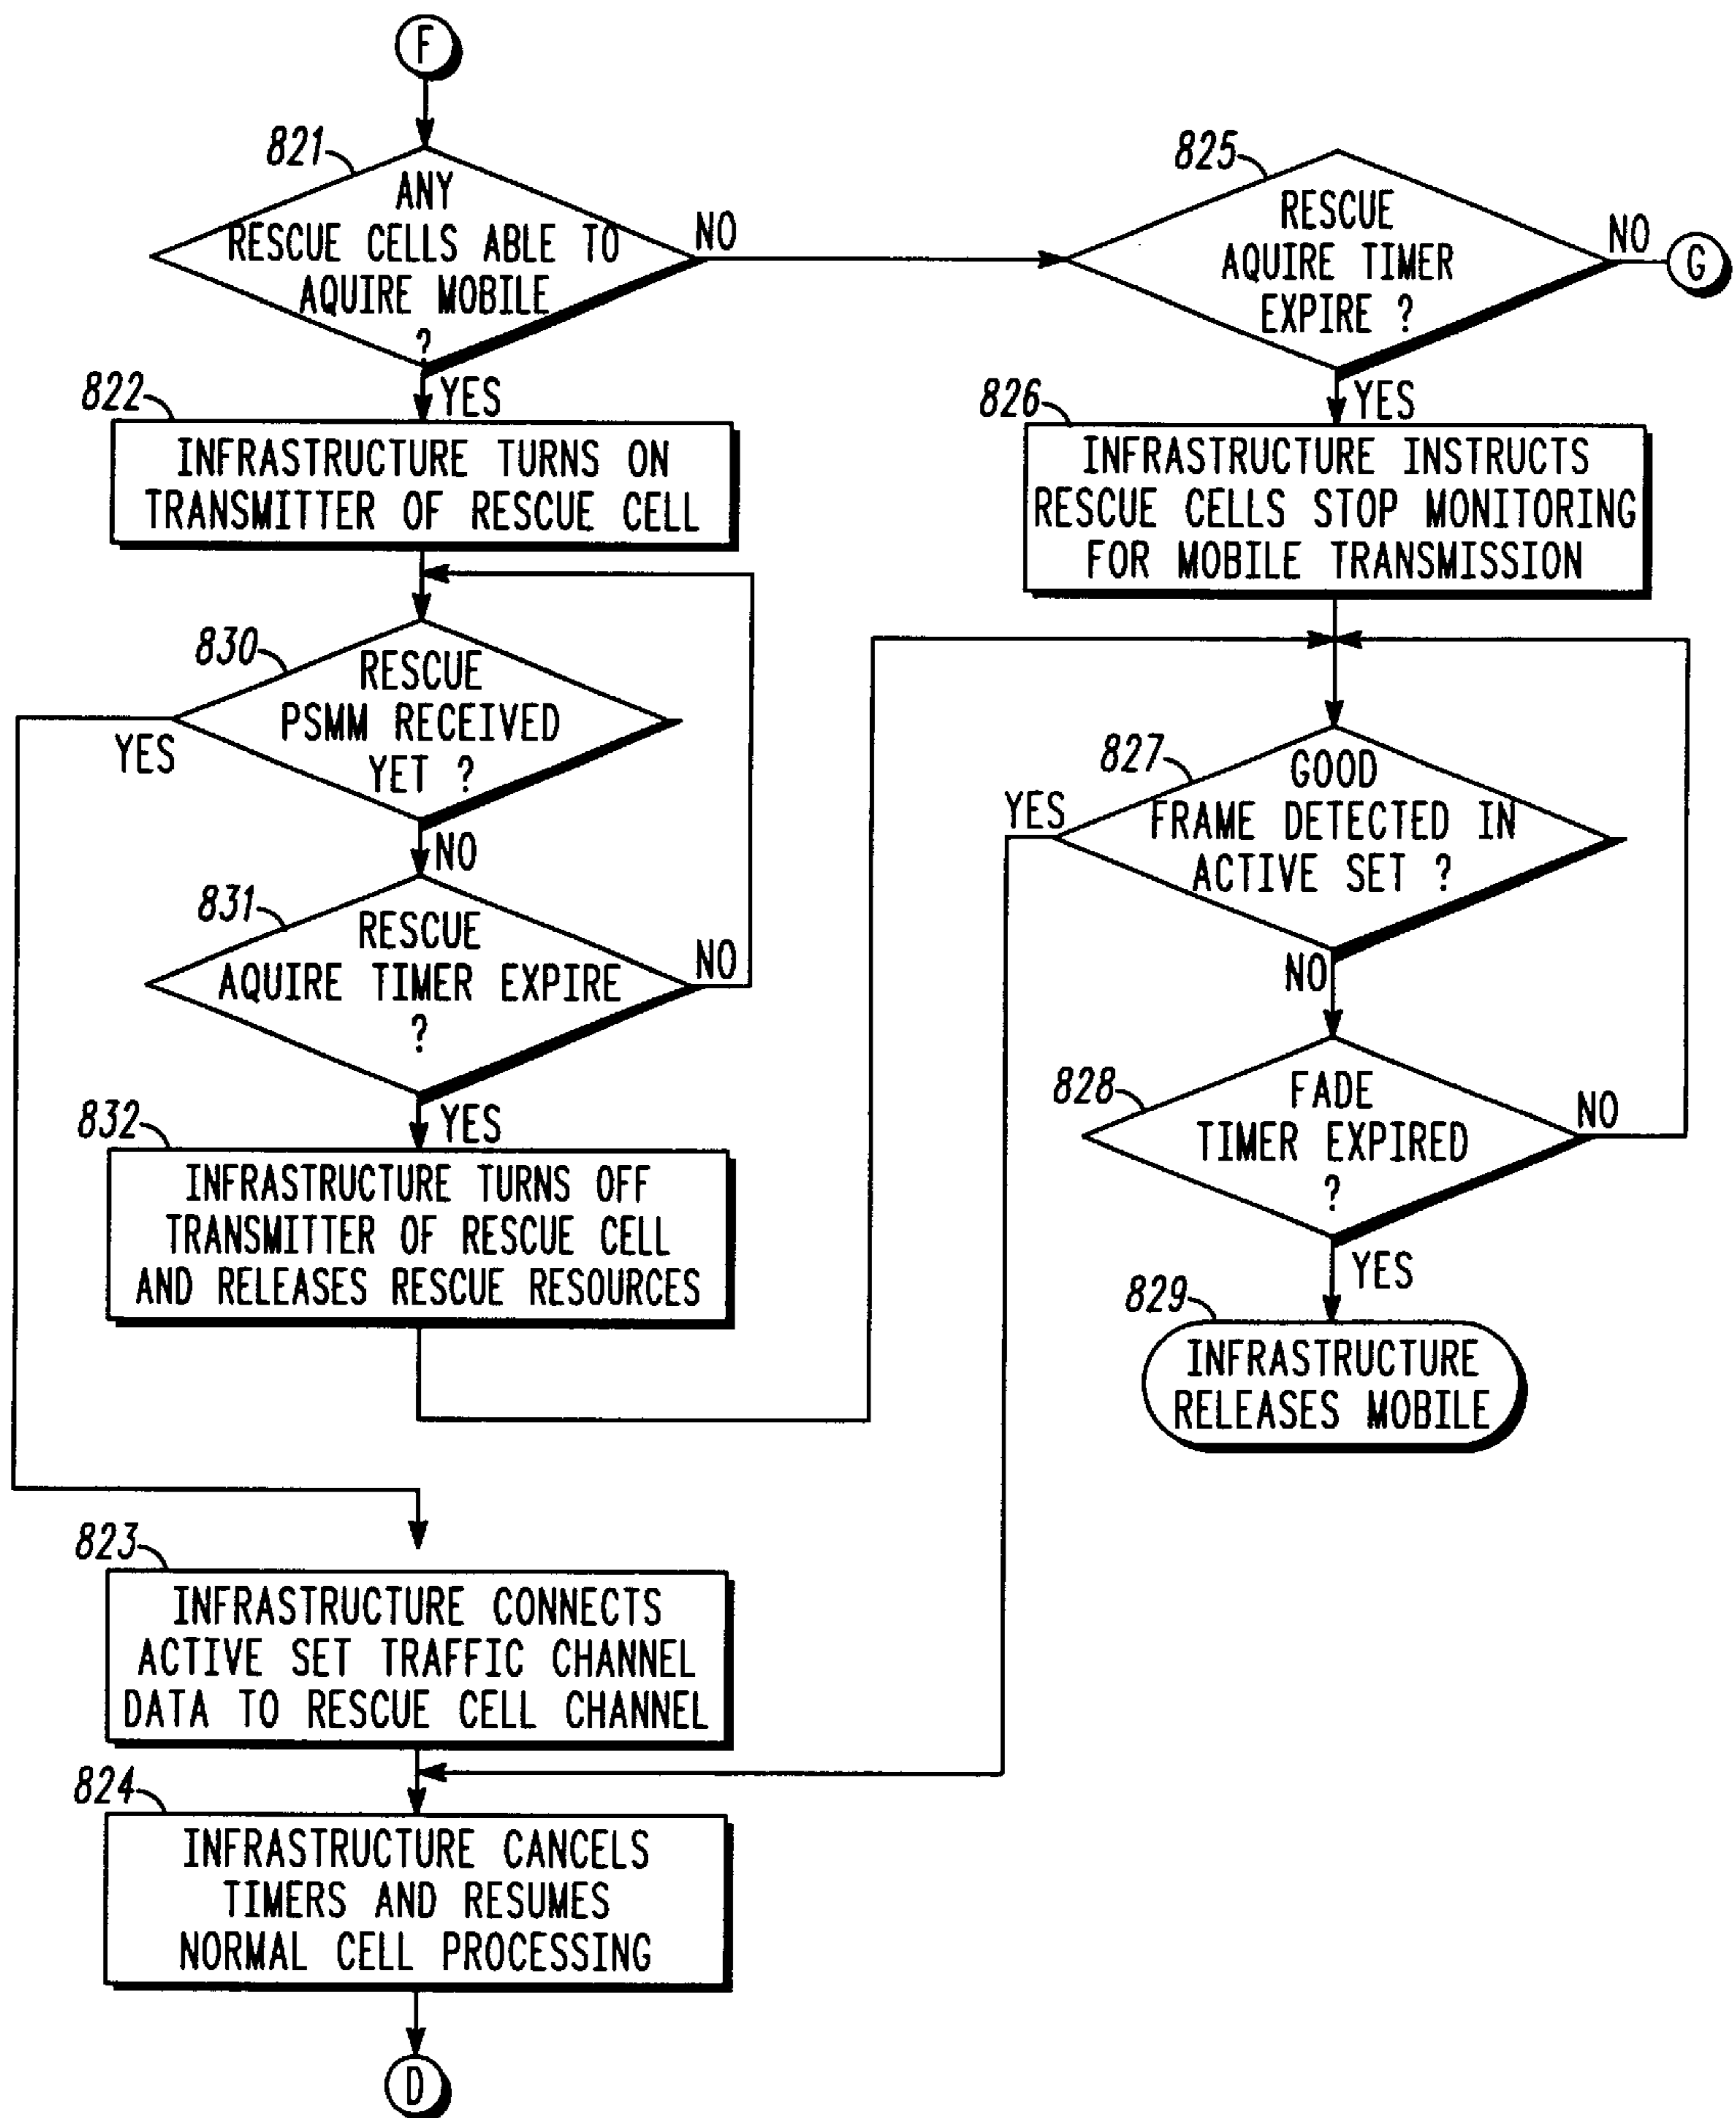 F
821
ANY
RESCUE CELLS ABLE TO
AQUIRE MOBILE
?
NO
YES
825
RESCUE
AQUIRE TIMER
EXPIRE ?
NO
G
YES
822
INFRASTRUCTURE TURNS ON
TRANSMITTER OF RESCUE CELL
826
INFRASTRUCTURE INSTRUCTS
RESCUE CELLS STOP MONITORING
FOR MOBILE TRANSMISSION
830
RESCUE
PSMM RECEIVED
YET ?
YES
NO
827
GOOD
FRAME DETECTED IN
ACTIVE SET ?
YES
NO
831
RESCUE
AQUIRE TIMER EXPIRE
?
NO
YES
828
FADE
TIMER EXPIRED
?
NO
YES
832
INFRASTRUCTURE TURNS OFF
TRANSMITTER OF RESCUE CELL
AND RELEASES RESCUE RESOURCES
829
INFRASTRUCTURE
RELEASES MOBILE
823
INFRASTRUCTURE CONNECTS
ACTIVE SET TRAFFIC CHANNEL
DATA TO RESCUE CELL CHANNEL
824
INFRASTRUCTURE CANCELS
TIMERS AND RESUMES
NORMAL CELL PROCESSING
D